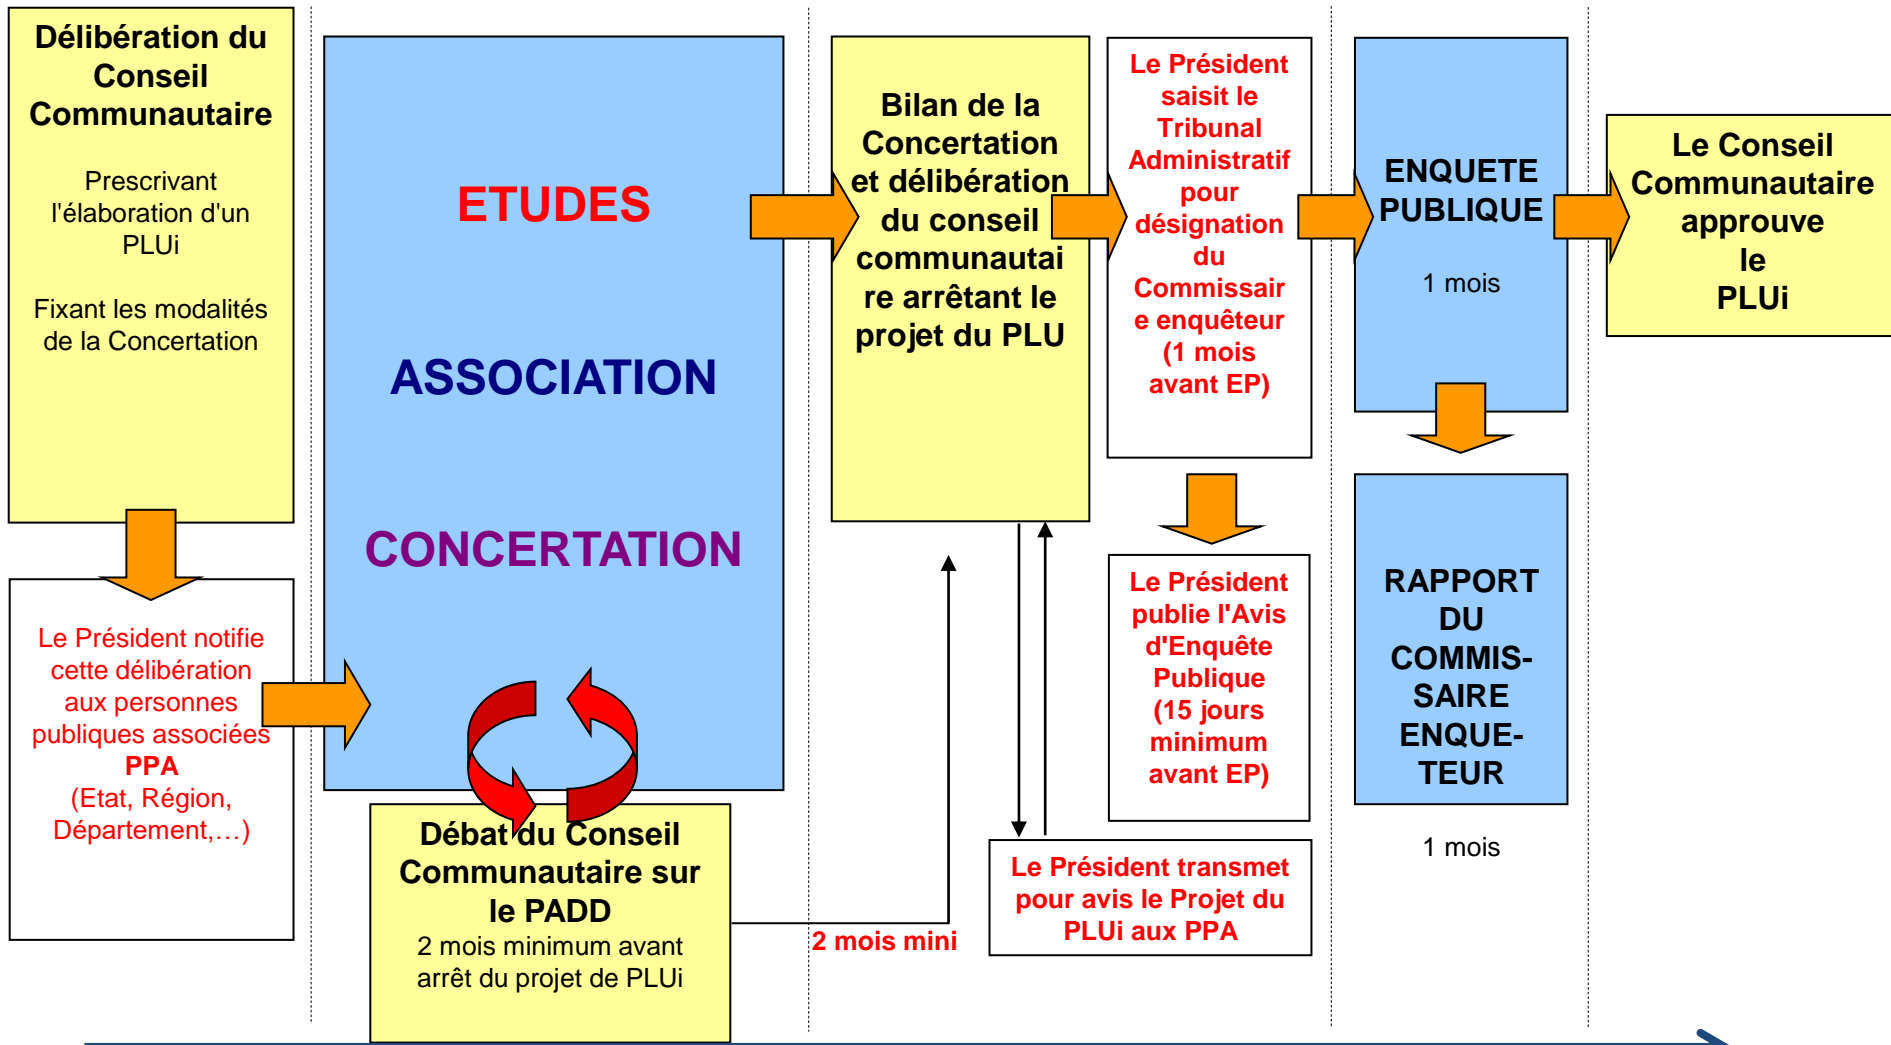 Délibération du
Conseil
Communautaire
Prescrivant
l'élaboration d'un
PLUi
Fixant les modalités
de la Concertation
Le Président notifie
cette délibération
aux personnes
publiques associées
PPA
(Etat, Région,
Département,…)
ETUDES
ASSOCIATION
CONCERTATION
Débat du Conseil
Communautaire sur
le PADD
2 mois minimum avant
arrêt du projet de PLUi
2 mois mini
Bilan de la
Concertation
et délibération
du conseil
communautai
re arrêtant le
projet du PLU
Le Président transmet
pour avis le Projet du
PLUi aux PPA
Le Président
saisit le
Tribunal
Administratif
pour
désignation
du
Commissair
e enquêteur
(1 mois
avant EP)
Le Président
publie l'Avis
d'Enquête
Publique
(15 jours
minimum
avant EP)
ENQUETE
PUBLIQUE
1 mois
RAPPORT
DU
COMMIS-
SAIRE
ENQUE-
TEUR
1 mois
Le Conseil
Communautaire
approuve
le
PLUi